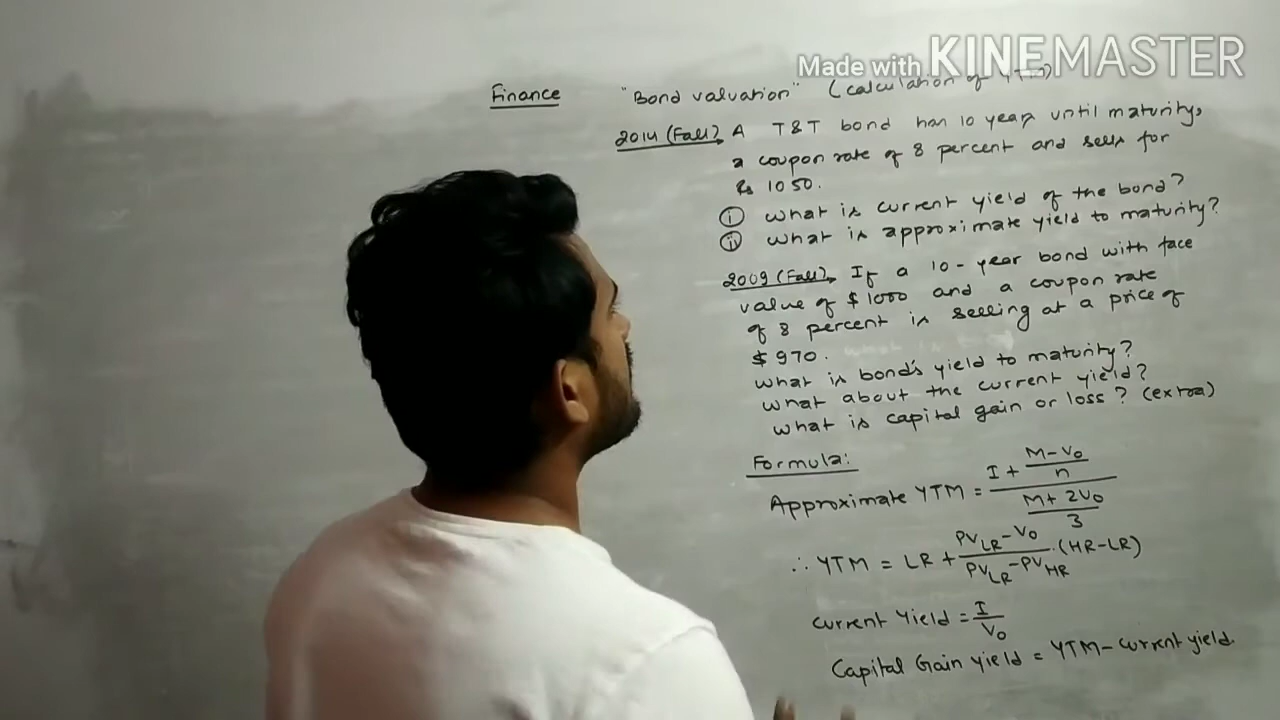 Made with KINEMASTER
Finance "Bond valuation" (calculation of YTM)
2014 (Fall) A T&T bond has 10 years until maturity,
a coupon rate of 8 percent and sells for
Rs 1050.
(i) what is current yield of the bond?
(ii) what is approximate yield to maturity?
2009 (Fall) If a 10-year bond with face
value of $1000 and a coupon rate
of 8 percent is selling at a price of
$970.
what is bond's yield to maturity?
what about the current yield?
what is capital gain or loss? (extra)
Formula:
Approximate YTM = (I + (M-V₀)/n) / ((M+2V₀)/3)
∴ YTM = LR + (PV_LR - V₀)/(PV_LR - PV_HR) · (HR-LR)
Current Yield = I/V₀
Capital Gain yield = YTM - current yield.